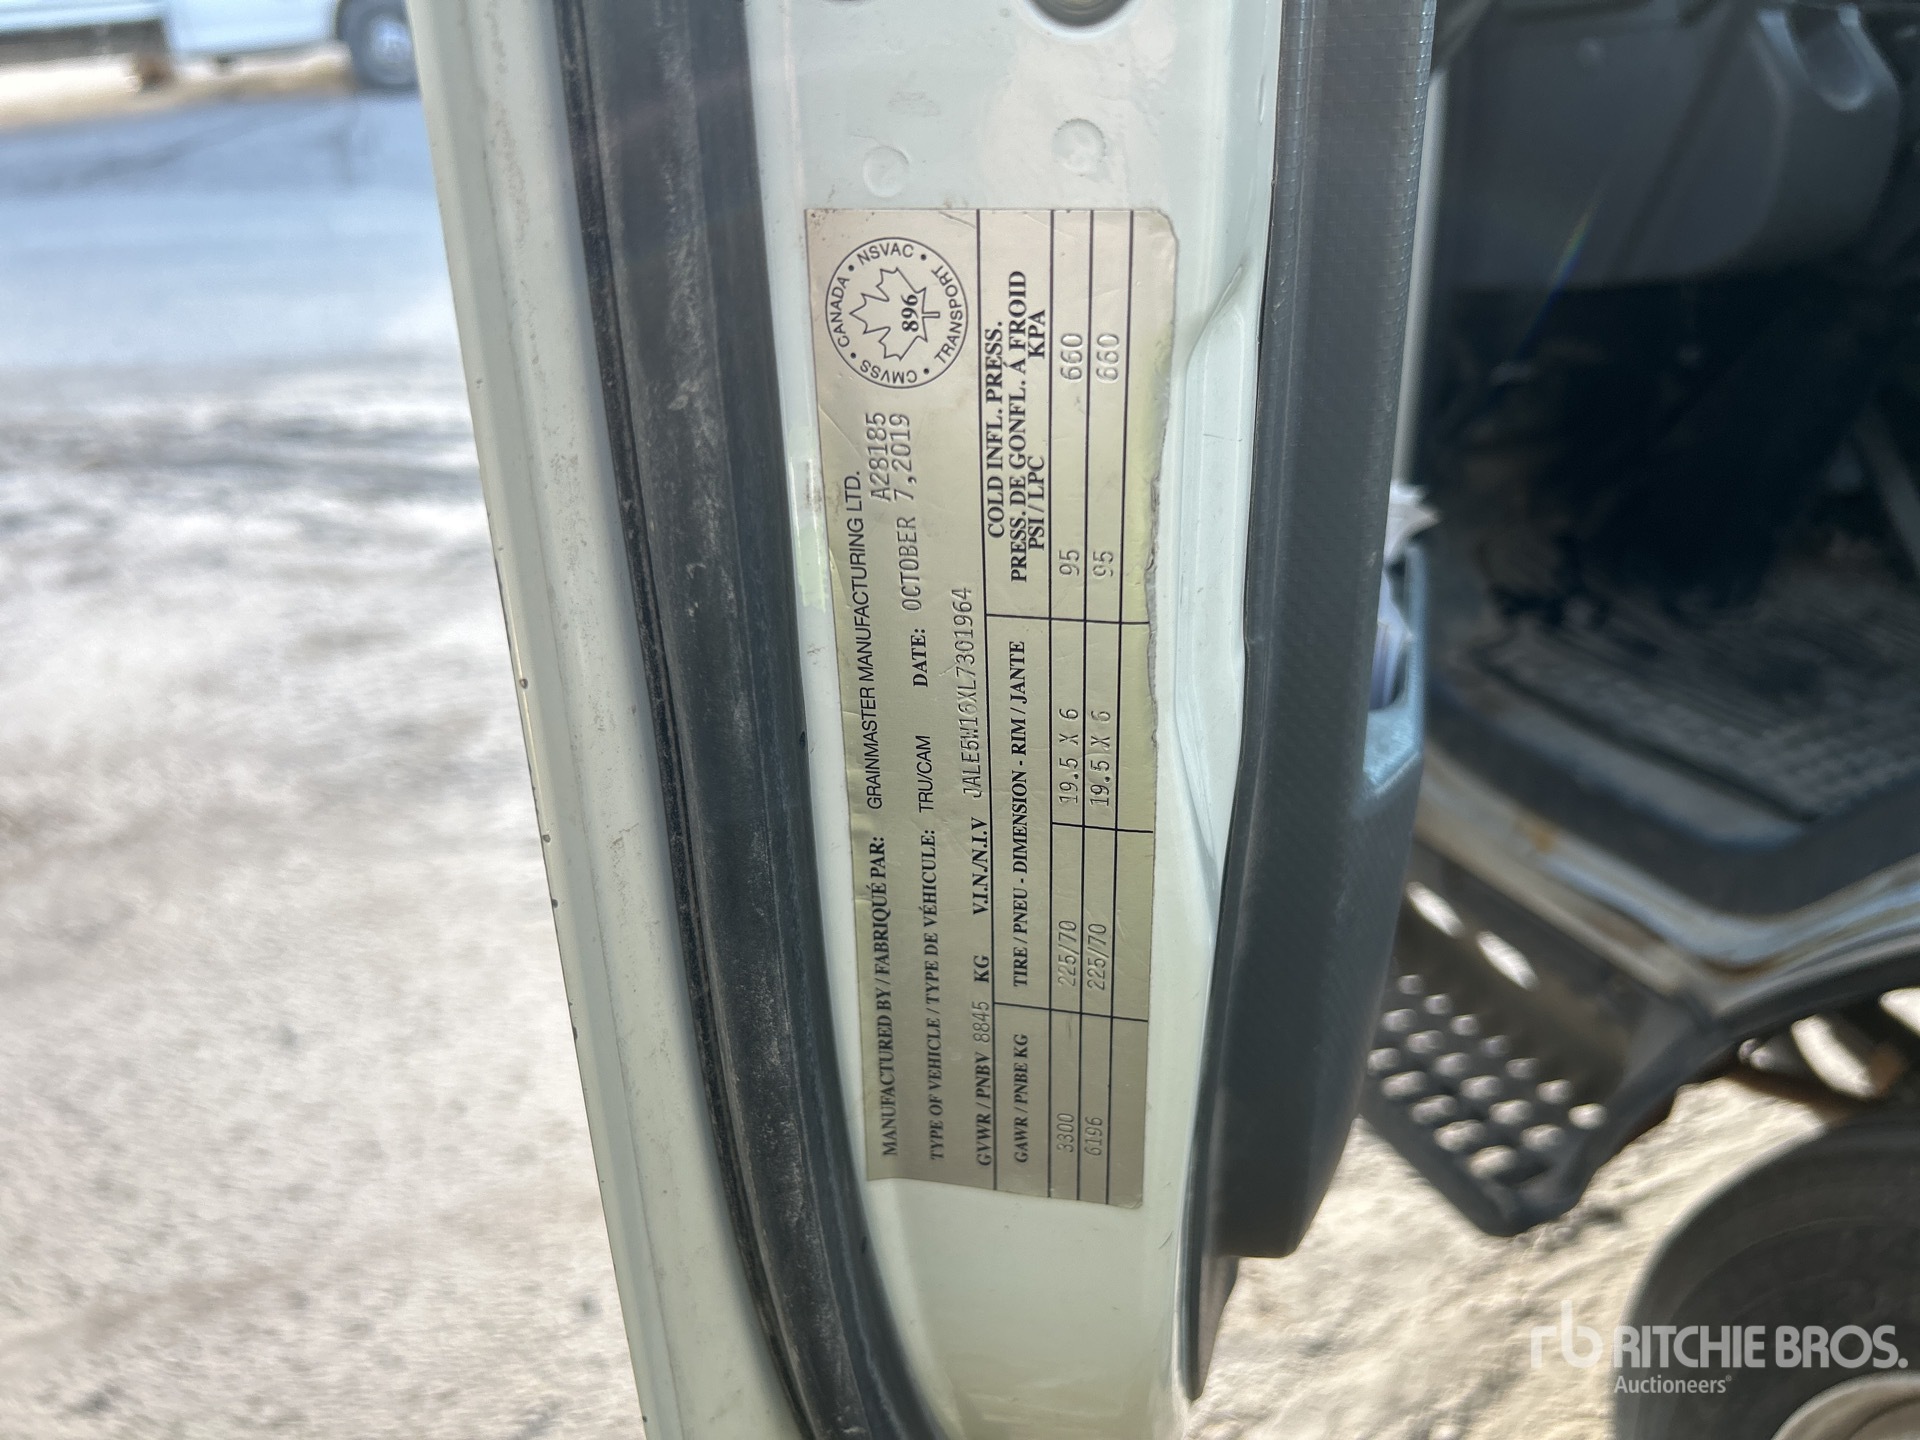 MANUFACTURED BY / FABRIQUÉ PAR: GRAINMASTER MANUFACTURING LTD.
A28185
TYPE OF VEHICLE / TYPE DE VÉHICULE: TRU/CAM DATE: OCTOBER 7,2019
GVWR / PNBV 8845 KG V.I.N./N.I.V JALE5W16XL7301964
CMVSS • CANADA • NSVAC • TRANSPORT •
896
GAWR / PNBE KG TIRE / PNEU - DIMENSION - RIM / JANTE COLD INFL. PRESS.
PRESS. DE GONFL. Á FROID
PSI / LPC KPA
3300 225/70 19.5 X 6 95 660
6196 225/70 19.5 X 6 95 660
rb RITCHIE BROS.
Auctioneers